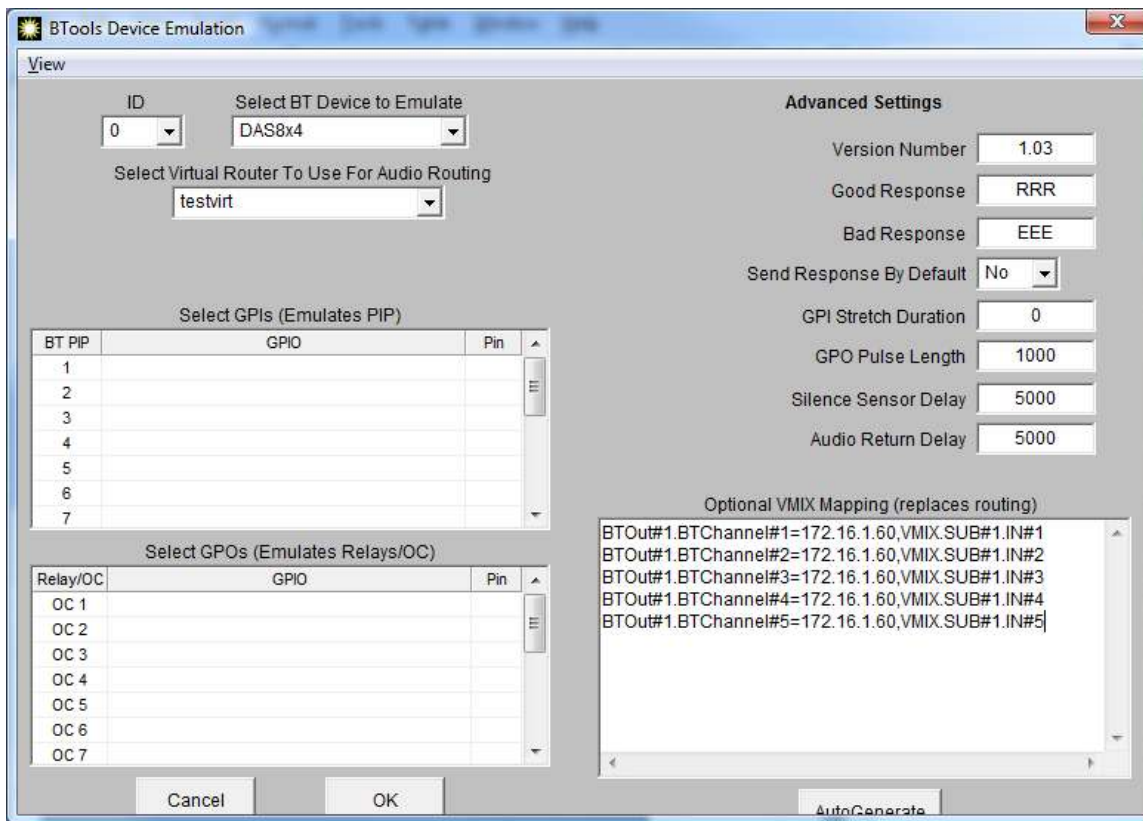 BTools Device Emulation
View
ID
Select BT Device to Emulate
0
DAS8x4
Select Virtual Router To Use For Audio Routing
testvirt
Select GPIs (Emulates PIP)
BT PIP GPIO Pin
1
2
3
4
5
6
7
Select GPOs (Emulates Relays/OC)
Relay/OC GPIO Pin
OC 1
OC 2
OC 3
OC 4
OC 5
OC 6
OC 7
Cancel
OK
Advanced Settings
Version Number 1.03
Good Response RRR
Bad Response EEE
Send Response By Default No
GPI Stretch Duration 0
GPO Pulse Length 1000
Silence Sensor Delay 5000
Audio Return Delay 5000
Optional VMIX Mapping (replaces routing)
BTOut#1.BTChannel#1=172.16.1.60,VMIX.SUB#1.IN#1
BTOut#1.BTChannel#2=172.16.1.60,VMIX.SUB#1.IN#2
BTOut#1.BTChannel#3=172.16.1.60,VMIX.SUB#1.IN#3
BTOut#1.BTChannel#4=172.16.1.60,VMIX.SUB#1.IN#4
BTOut#1.BTChannel#5=172.16.1.60,VMIX.SUB#1.IN#5
AutoGenerate